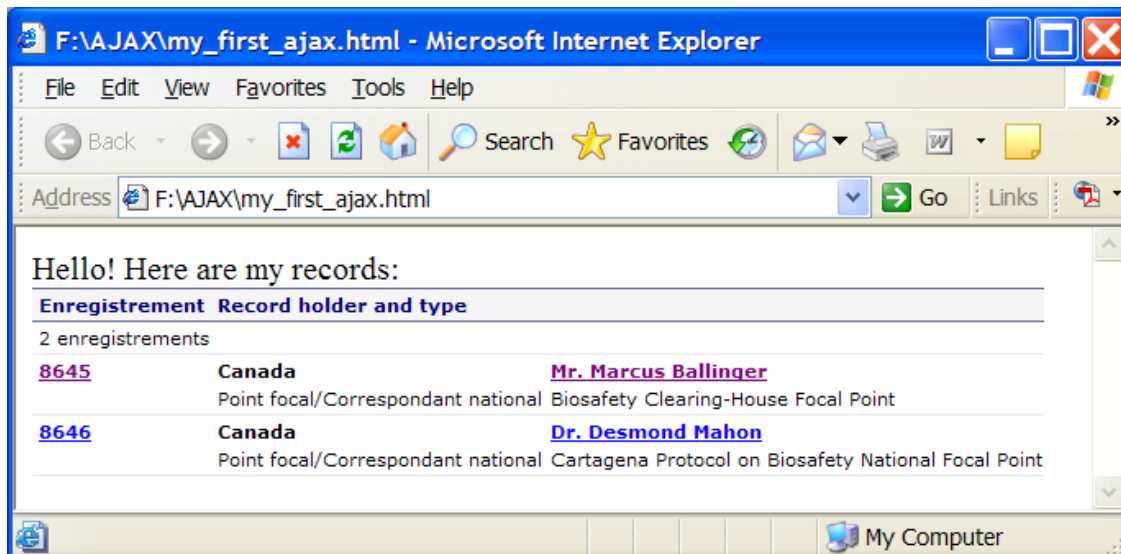 F:\AJAX\my_first_ajax.html - Microsoft Internet Explorer
File Edit View Favorites Tools Help
Back Search Favorites W »
Address F:\AJAX\my_first_ajax.html Go Links
Hello! Here are my records:
Enregistrement Record holder and type
2 enregistrements
8645 Canada Mr. Marcus Ballinger
Point focal/Correspondant national Biosafety Clearing-House Focal Point
8646 Canada Dr. Desmond Mahon
Point focal/Correspondant national Cartagena Protocol on Biosafety National Focal Point
My Computer